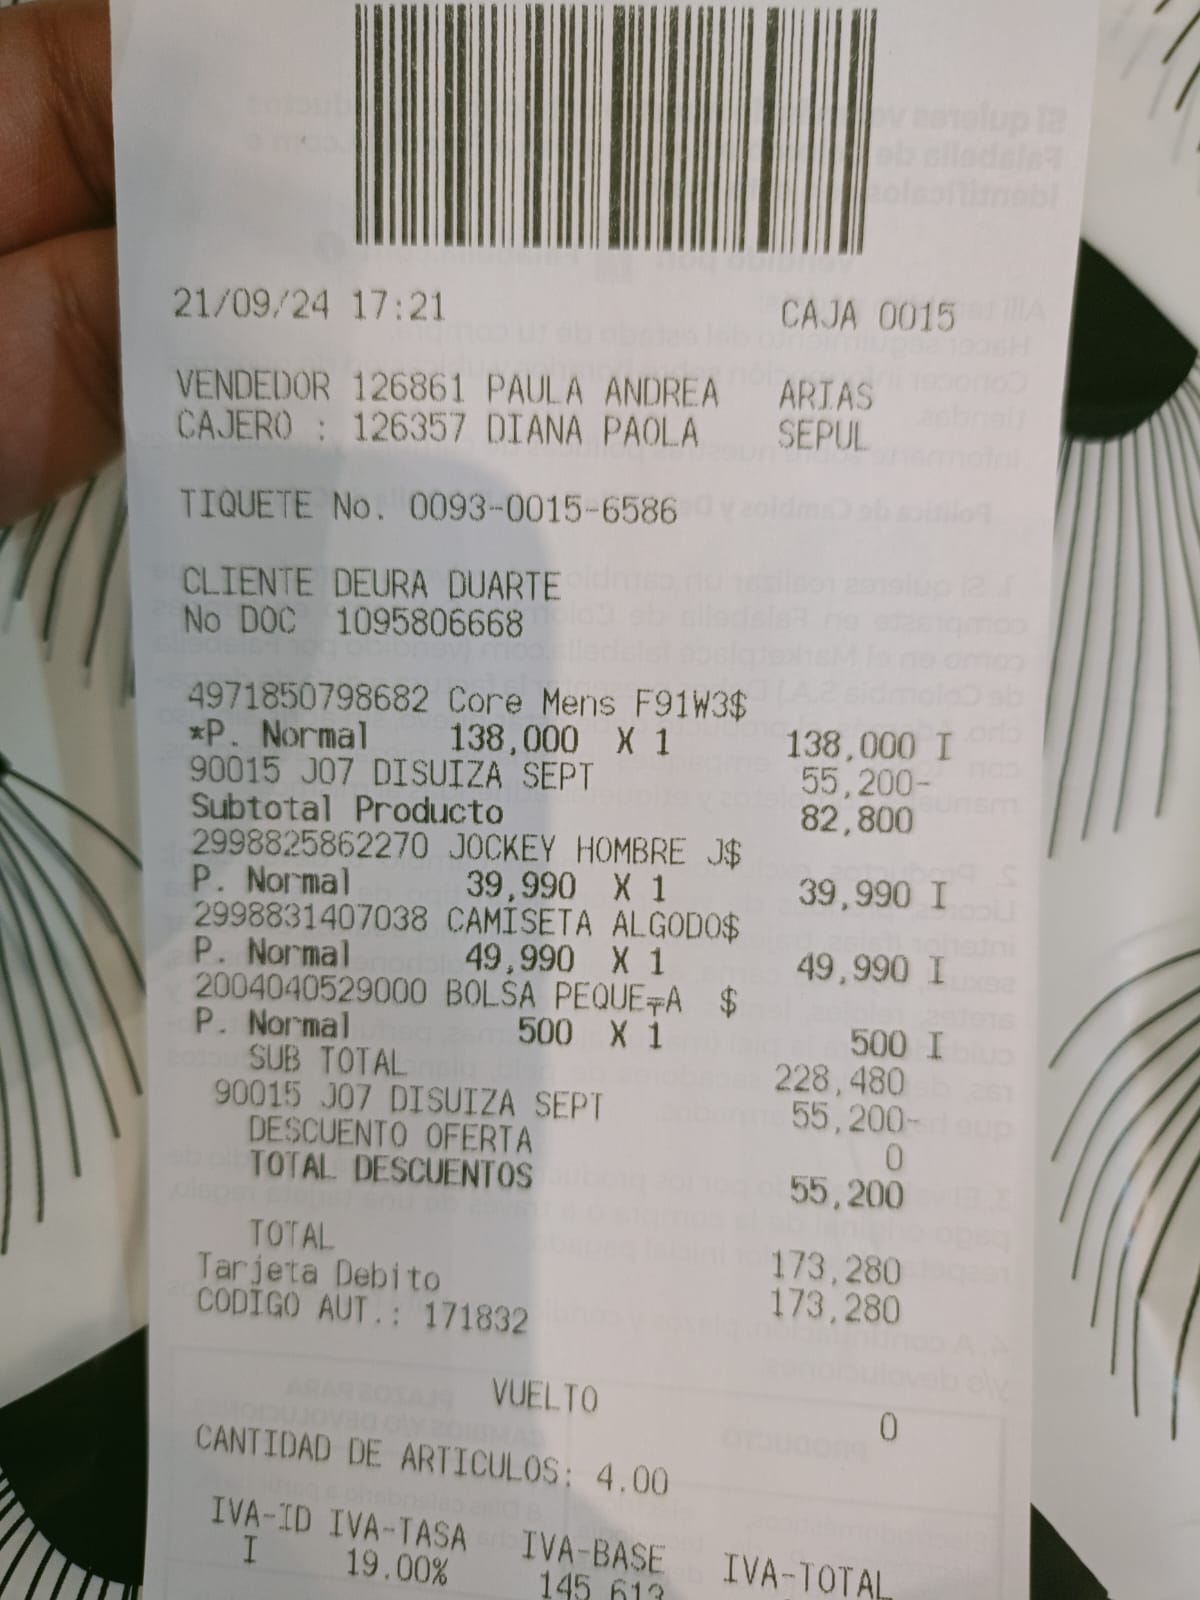 21/09/24 17:21 CAJA 0015
VENDEDOR 126861 PAULA ANDREA ARIAS
CAJERO : 126357 DIANA PAOLA SEPUL
TIQUETE No. 0093-0015-6586
CLIENTE DEURA DUARTE
No DOC 1095806668
4971850798682 Core Mens F91W3$
*P. Normal 138,000 X 1 138,000 I
90015 J07 DISUIZA SEPT 55,200-
Subtotal Producto 82,800
2998825862270 JOCKEY HOMBRE J$
P. Normal 39,990 X 1 39,990 I
2998831407038 CAMISETA ALGODO$
P. Normal 49,990 X 1 49,990 I
2004040529000 BOLSA PEQUE╤A $
P. Normal 500 X 1 500 I
SUB TOTAL 228,480
90015 J07 DISUIZA SEPT 55,200-
DESCUENTO OFERTA 0
TOTAL DESCUENTOS 55,200
TOTAL 173,280
Tarjeta Debito 173,280
CODIGO AUT.: 171832
VUELTO 0
CANTIDAD DE ARTICULOS: 4.00
IVA-ID IVA-TASA IVA-BASE IVA-TOTAL
I 19.00% 145,613